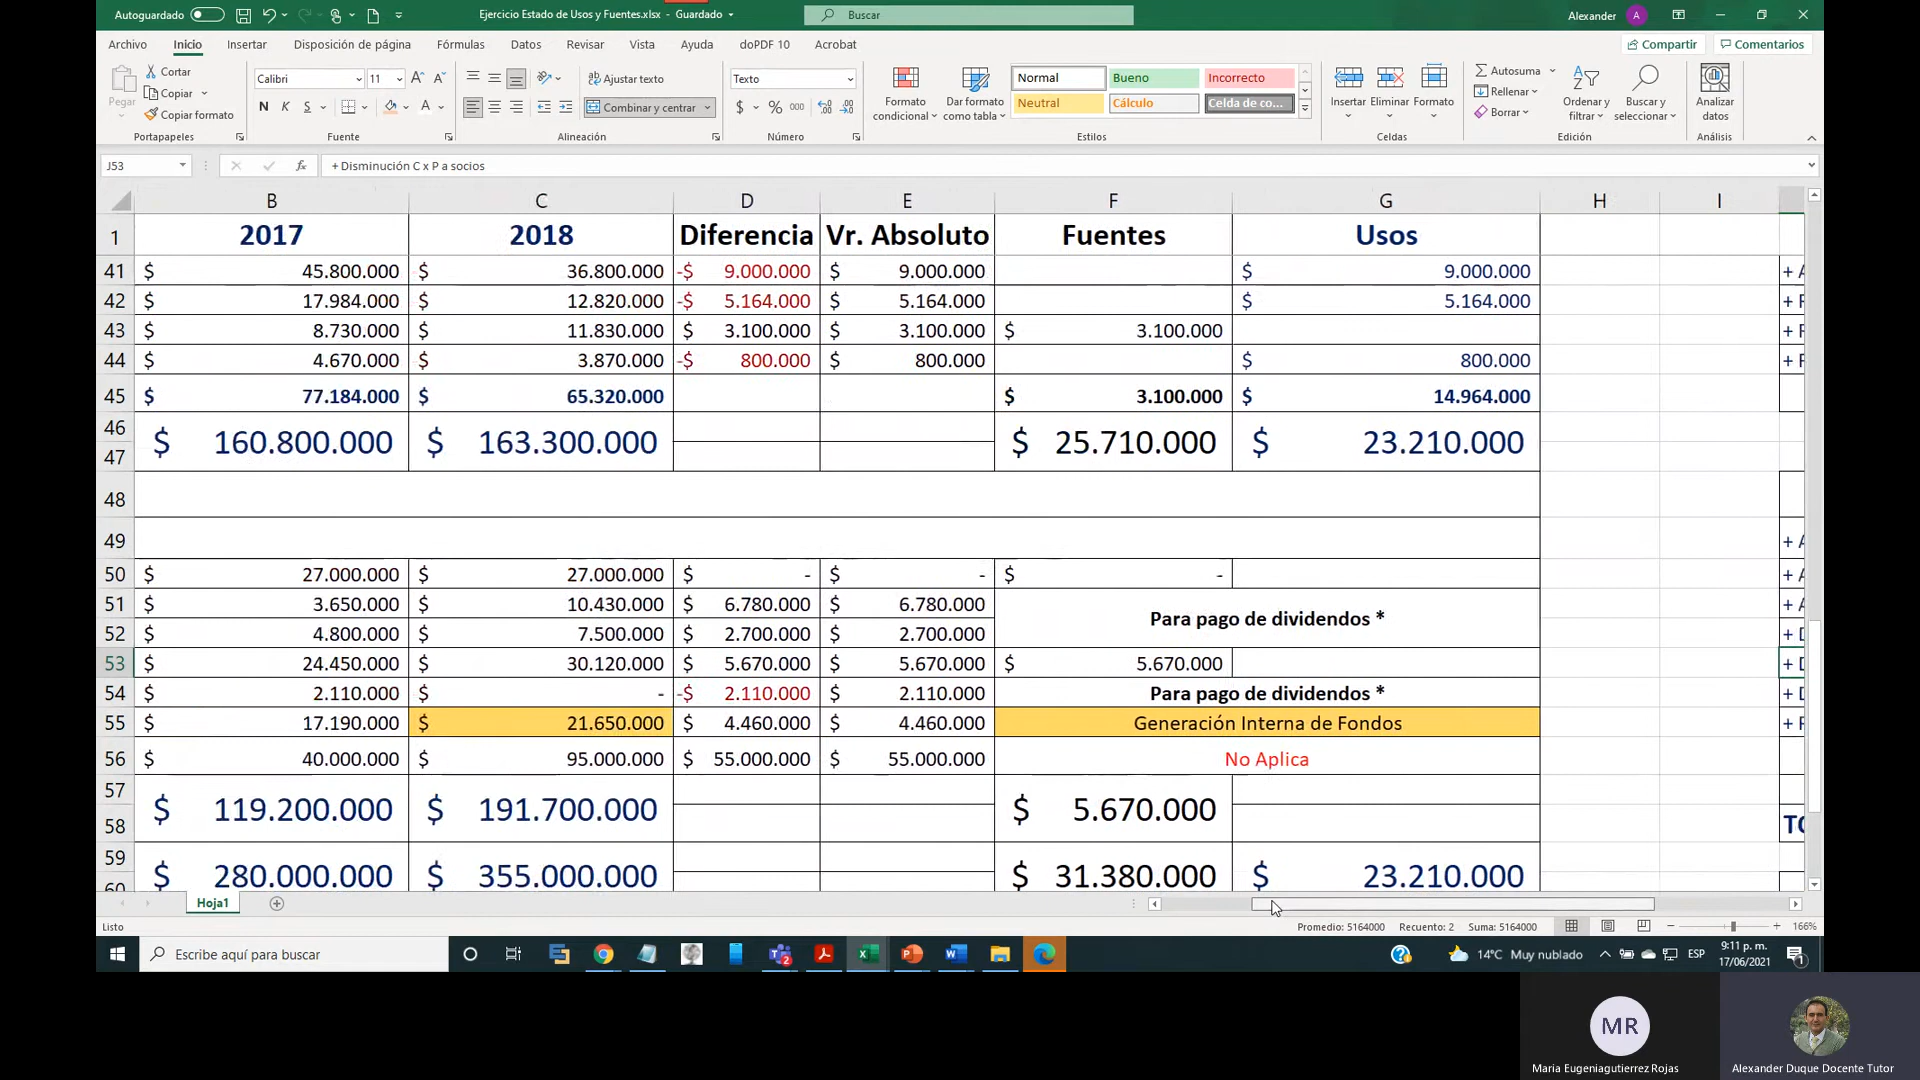 Autoguardado
Ejercicio Estado de Usos y Fuentes.xlsx - Guardado
Buscar
Alexander
A
Archivo Inicio Insertar Disposición de página Fórmulas Datos Revisar Vista Ayuda doPDF 10 Acrobat
Compartir Comentarios
Pegar
Cortar
Copiar
Copiar formato
Portapapeles
Calibri 11
N K S
Fuente
Ajustar texto
Combinar y centrar
Alineación
Texto
$ % 000
Número
Formato condicional
Dar formato como tabla
Normal Bueno Incorrecto
Neutral Cálculo Celda de co...
Estilos
Insertar Eliminar Formato
Celdas
Autosuma
Rellenar
Borrar
Ordenar y filtrar
Buscar y seleccionar
Edición
Analizar datos
Análisis
J53 fx + Disminución C x P a socios
B C D E F G H I
1 2017 2018 Diferencia Vr. Absoluto Fuentes Usos
41 $ 45.800.000 $ 36.800.000 -$ 9.000.000 $ 9.000.000 $ 9.000.000 + A
42 $ 17.984.000 $ 12.820.000 -$ 5.164.000 $ 5.164.000 $ 5.164.000
43 $ 8.730.000 $ 11.830.000 $ 3.100.000 $ 3.100.000 $ 3.100.000
44 $ 4.670.000 $ 3.870.000 -$ 800.000 $ 800.000 $ 800.000
45 $ 77.184.000 $ 65.320.000 $ 3.100.000 $ 14.964.000
46
$ 160.800.000 $ 163.300.000 $ 25.710.000 $ 23.210.000
47
48
49 + A
50 $ 27.000.000 $ 27.000.000 $ - $ - $ - + A
51 $ 3.650.000 $ 10.430.000 $ 6.780.000 $ 6.780.000 + A
Para pago de dividendos *
52 $ 4.800.000 $ 7.500.000 $ 2.700.000 $ 2.700.000 + D
53 $ 24.450.000 $ 30.120.000 $ 5.670.000 $ 5.670.000 $ 5.670.000 + D
54 $ 2.110.000 $ - -$ 2.110.000 $ 2.110.000 Para pago de dividendos * + D
55 $ 17.190.000 $ 21.650.000 $ 4.460.000 $ 4.460.000 Generación Interna de Fondos
56 $ 40.000.000 $ 95.000.000 $ 55.000.000 $ 55.000.000 No Aplica
57
$ 119.200.000 $ 191.700.000 $ 5.670.000
58 TO
59
$ 280.000.000 $ 355.000.000 $ 31.380.000 $ 23.210.000
60
Hoja1
Listo
Promedio: 5164000 Recuento: 2 Suma: 5164000
166%
Escribe aquí para buscar
14°C Muy nublado
ESP
9:11 p. m.
17/06/2021
MR
Maria Eugeniagutierrez Rojas
Alexander Duque Docente Tutor